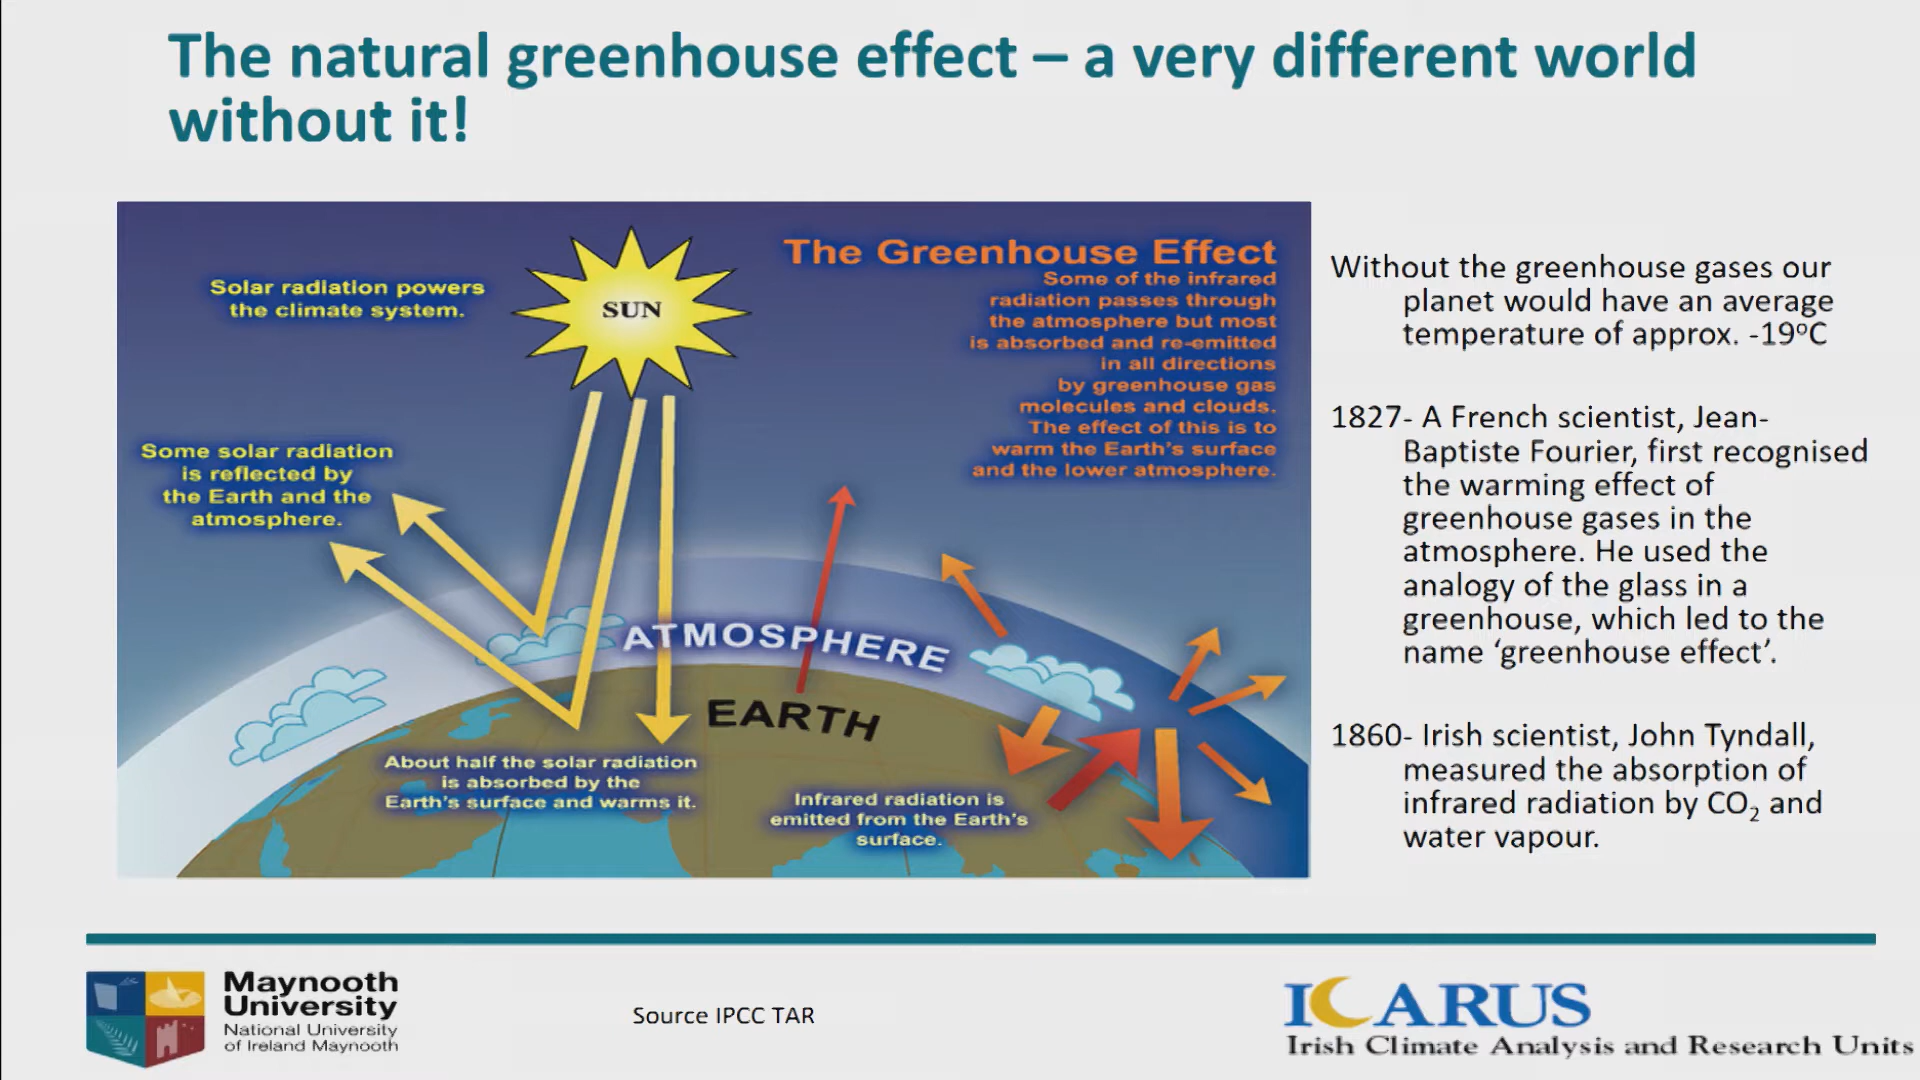 The natural greenhouse effect – a very different world
without it!
Solar radiation powers
the climate system.
SUN
The Greenhouse Effect
Some of the infrared
radiation passes through
the atmosphere but most
is absorbed and re-emitted
in all directions
by greenhouse gas
molecules and clouds.
The effect of this is to
warm the Earth's surface
and the lower atmosphere.
Some solar radiation
is reflected by
the Earth and the
atmosphere.
ATMOSPHERE
EARTH
About half the solar radiation
is absorbed by the
Earth's surface and warms it.
Infrared radiation is
emitted from the Earth's
surface.
Without the greenhouse gases our
planet would have an average
temperature of approx. -19ºC
1827- A French scientist, Jean-
Baptiste Fourier, first recognised
the warming effect of
greenhouse gases in the
atmosphere. He used the
analogy of the glass in a
greenhouse, which led to the
name ‘greenhouse effect’.
1860- Irish scientist, John Tyndall,
measured the absorption of
infrared radiation by CO₂ and
water vapour.
Maynooth
University
National University
of Ireland Maynooth
Source IPCC TAR
ICARUS
Irish Climate Analysis and Research Units